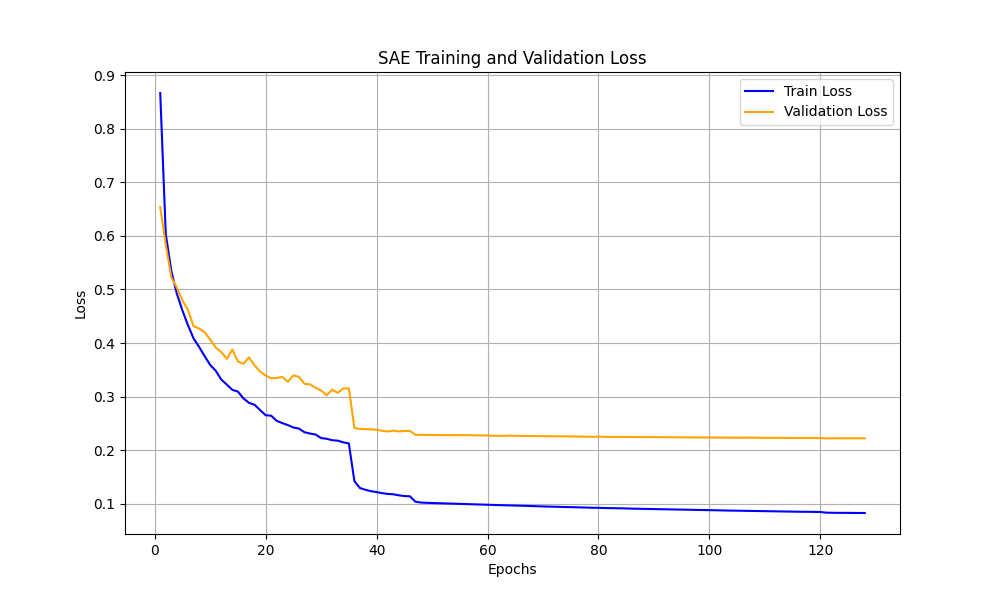 SAE Training and Validation Loss
Train Loss
Validation Loss
Loss
0.9
0.8
0.7
0.6
0.5
0.4
0.3
0.2
0.1
0 20 40 60 80 100 120
Epochs